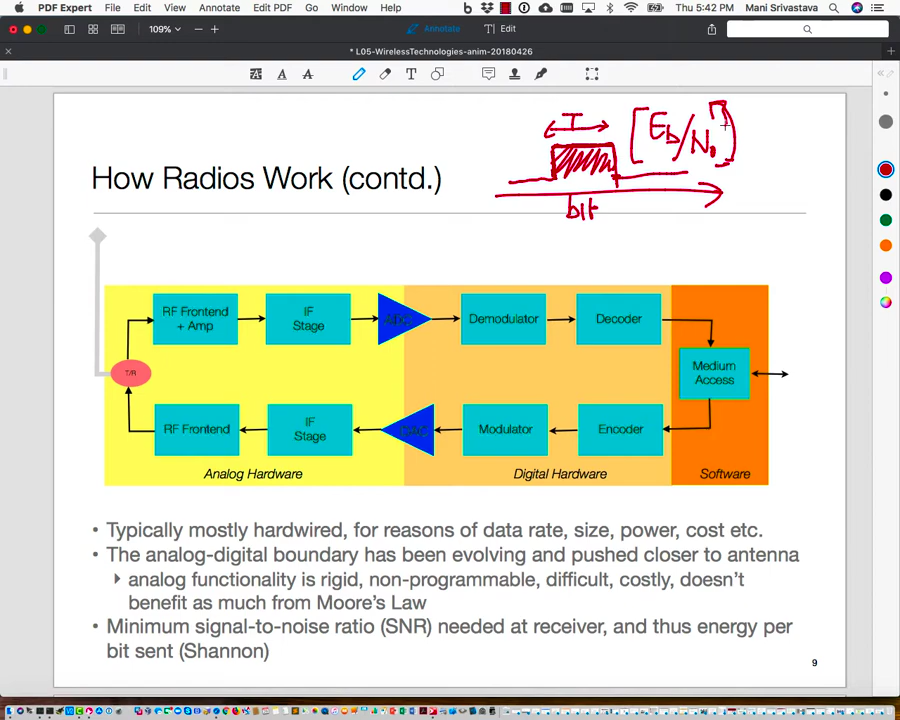 PDF Expert File Edit View Annotate Edit PDF Go Window Help Thu 5:42 PM Mani Srivastava
109% Annotate Edit
* L05-WirelessTechnologies-anim-20180426
T
[Eb/N0]
bit
How Radios Work (contd.)
RF Frontend
+ Amp
IF
Stage
ADC
Demodulator
Decoder
T/R
Medium
Access
RF Frontend
IF
Stage
DAC
Modulator
Encoder
Analog Hardware
Digital Hardware
Software
• Typically mostly hardwired, for reasons of data rate, size, power, cost etc.
• The analog-digital boundary has been evolving and pushed closer to antenna
analog functionality is rigid, non-programmable, difficult, costly, doesn't
benefit as much from Moore's Law
• Minimum signal-to-noise ratio (SNR) needed at receiver, and thus energy per
bit sent (Shannon)
9